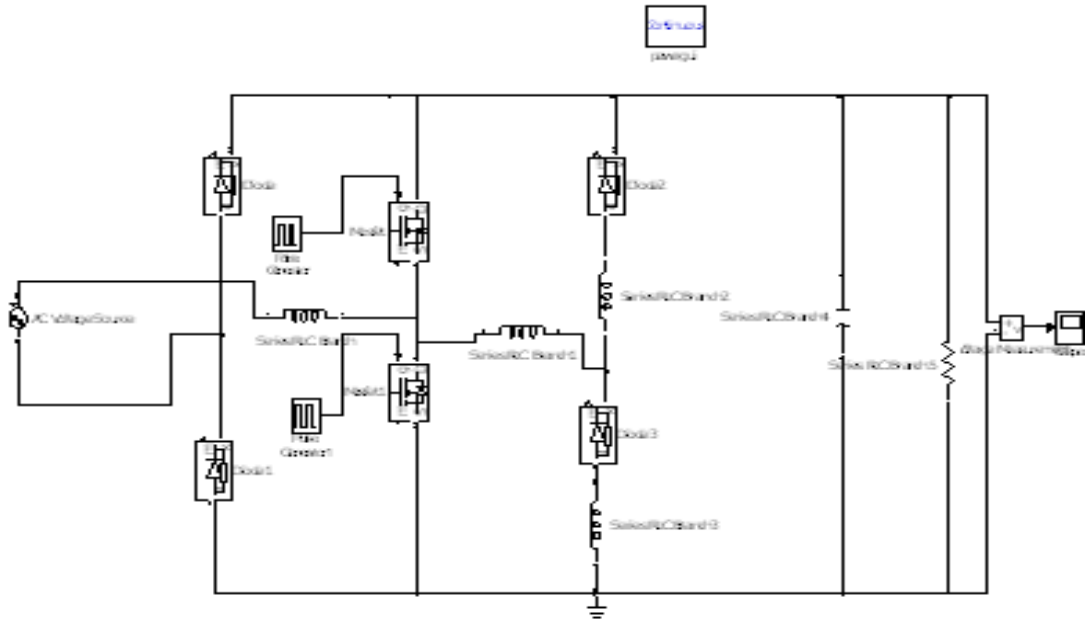 Continuous
powergui
Diode
Diode2
Mosfet
Pulse
Generator
Series RLC Branch2
AC Voltage Source
Series RLC Branch
Series RLC Branch1
Series RLC Branch4
Series RLC Branch5
Voltage Measurement
Scope
Mosfet1
Pulse
Generator1
Diode3
Diode1
Series RLC Branch3